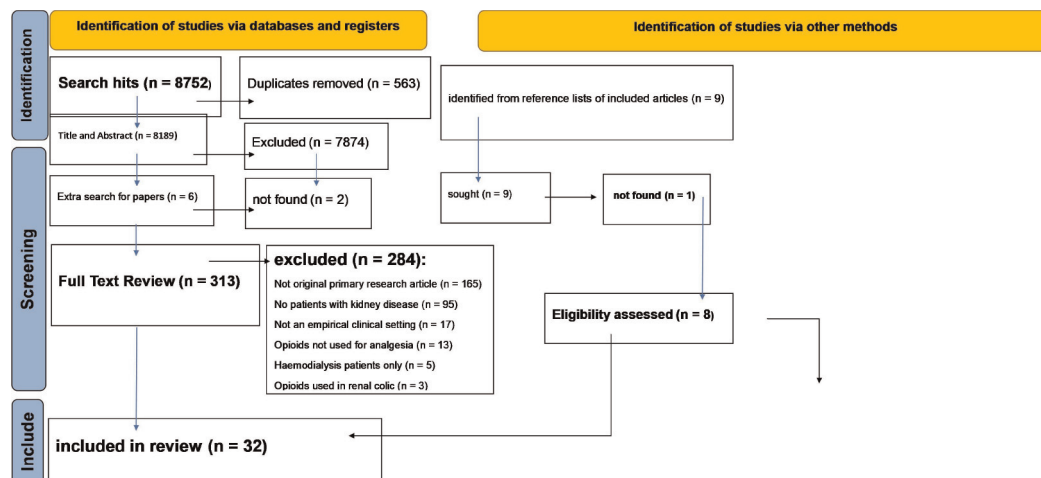 Identification of studies via databases and registers
Identification of studies via other methods
Identification
Search hits (n = 8752
Duplicates removed (n = 563)
identified from reference lists of included articles (n = 9)
Title and Abstract (n = 8189)
Excluded (n = 7874)
Screening
Extra search for papers (n = 6)
not found (n = 2)
sought (n = 9)
not found (n = 1)
Full Text Review (n = 313)
excluded (n = 284):
Not original primary research article (n = 165)
No patients with kidney disease (n = 95)
Not an empirical clinical setting (n = 17)
Opioids not used for analgesia (n = 13)
Haemodialysis patients only (n = 5)
Opioids used in renal colic (n = 3)
Eligibility assessed (n = 8)
Include
included in review (n = 32)